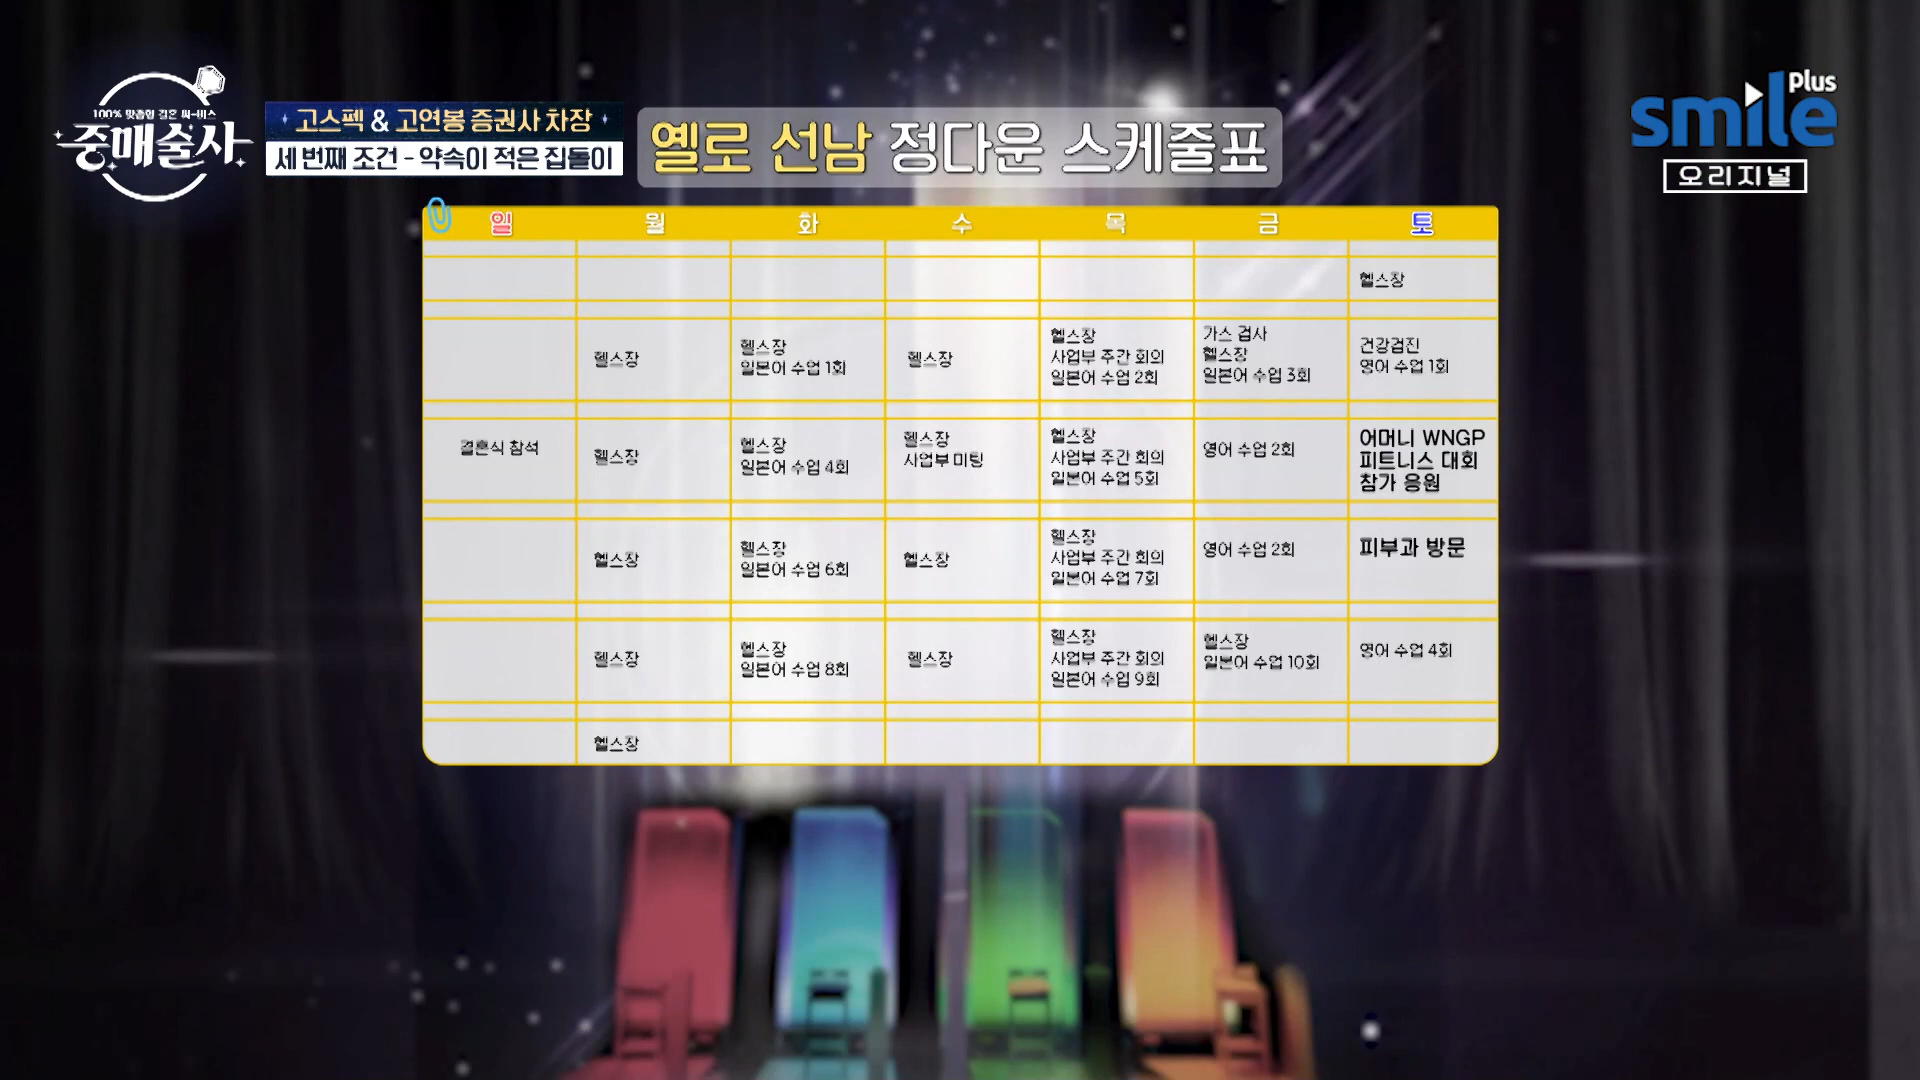 100% 맞춤형 결혼 써-비스
중매술사
고스펙 & 고연봉 증권사 차장
세 번째 조건 - 약속이 적은 집돌이
옐로 선남 정다운 스케줄표
smile Plus
오리지널
일 월 화 수 목 금 토
헬스장
헬스장
헬스장
일본어 수업 1회
헬스장
헬스장
사업부 주간 회의
일본어 수업 2회
가스 검사
헬스장
일본어 수업 3회
건강검진
영어 수업 1회
결혼식 참석
헬스장
헬스장
일본어 수업 4회
헬스장
사업부 미팅
헬스장
사업부 주간 회의
일본어 수업 5회
영어 수업 2회
어머니 WNGP
피트니스 대회
참가 응원
헬스장
헬스장
일본어 수업 6회
헬스장
헬스장
사업부 주간 회의
일본어 수업 7회
영어 수업 2회
피부과 방문
헬스장
헬스장
일본어 수업 8회
헬스장
헬스장
사업부 주간 회의
일본어 수업 9회
헬스장
일본어 수업 10회
영어 수업 4회
헬스장